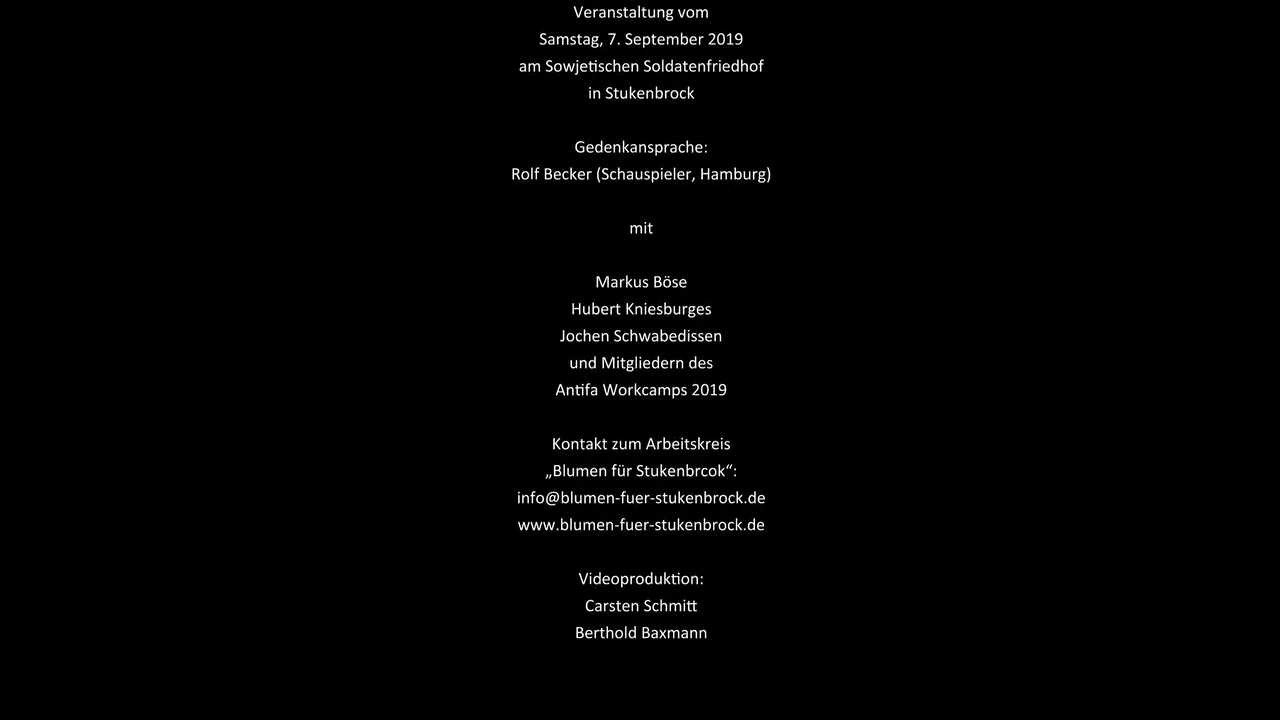 Veranstaltung vom
Samstag, 7. September 2019
am Sowjetischen Soldatenfriedhof
in Stukenbrock
Gedenkansprache:
Rolf Becker (Schauspieler, Hamburg)
mit
Markus Böse
Hubert Kniesburges
Jochen Schwabedissen
und Mitgliedern des
Antifa Workcamps 2019
Kontakt zum Arbeitskreis
„Blumen für Stukenbrcok“:
info@blumen-fuer-stukenbrock.de
www.blumen-fuer-stukenbrock.de
Videoproduktion:
Carsten Schmitt
Berthold Baxmann